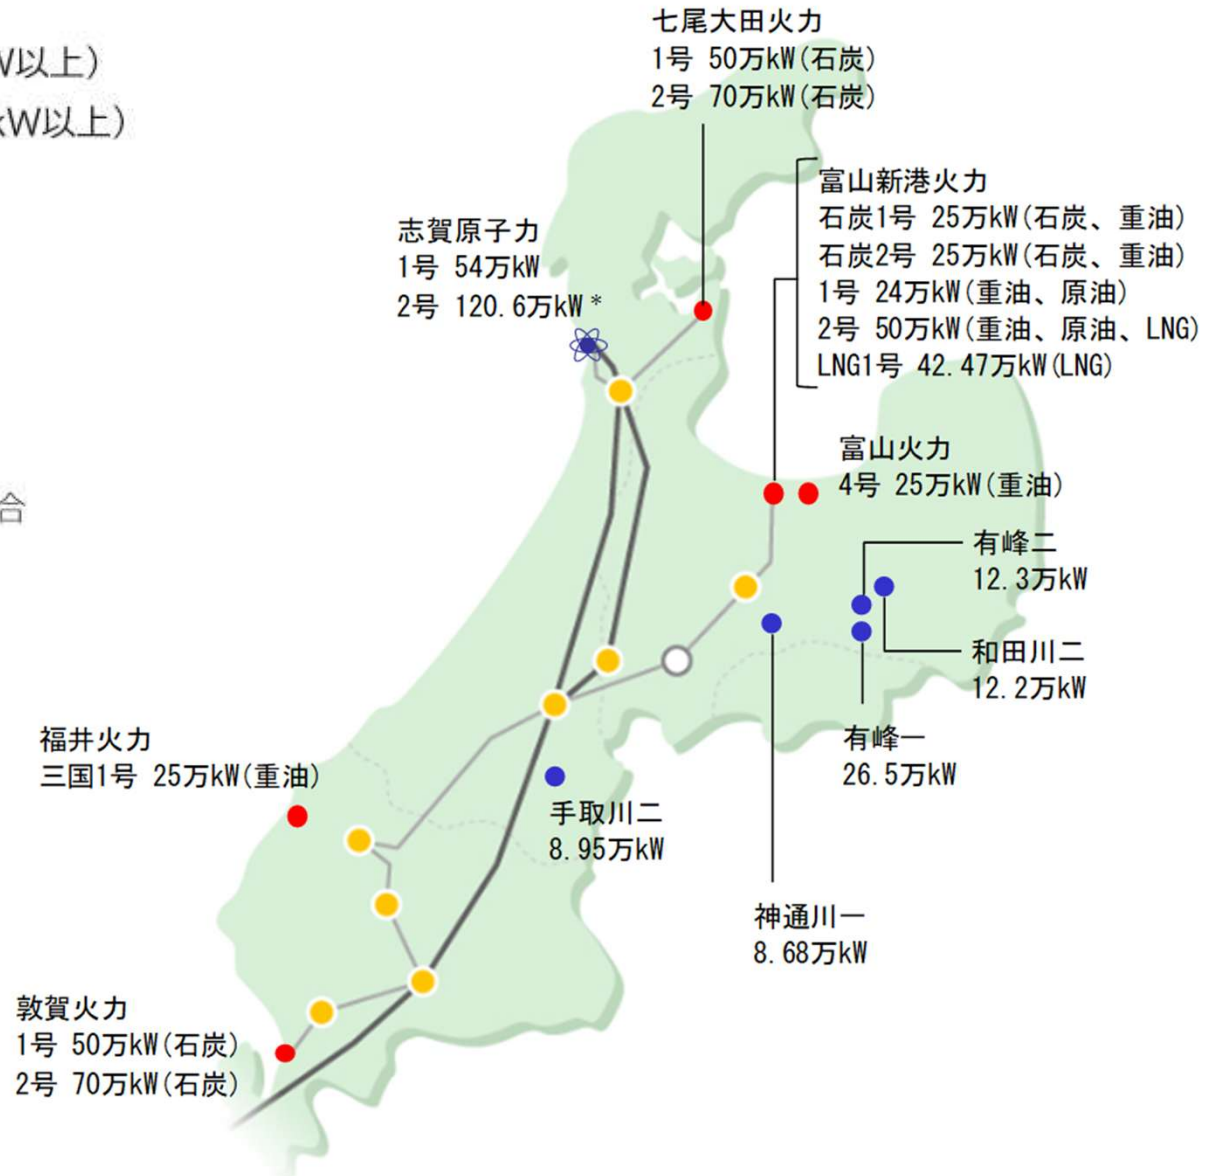 W以上）
kW以上）
合
七尾大田火力
1号 50万kW(石炭)
2号 70万kW(石炭)
富山新港火力
石炭1号 25万kW(石炭、重油)
石炭2号 25万kW(石炭、重油)
1号 24万kW(重油、原油)
2号 50万kW(重油、原油、LNG)
LNG1号 42.47万kW(LNG)
志賀原子力
1号 54万kW
2号 120.6万kW*
富山火力
4号 25万kW(重油)
有峰二
12.3万kW
和田川二
12.2万kW
有峰一
26.5万kW
福井火力
三国1号 25万kW(重油)
手取川二
8.95万kW
神通川一
8.68万kW
敦賀火力
1号 50万kW(石炭)
2号 70万kW(石炭)